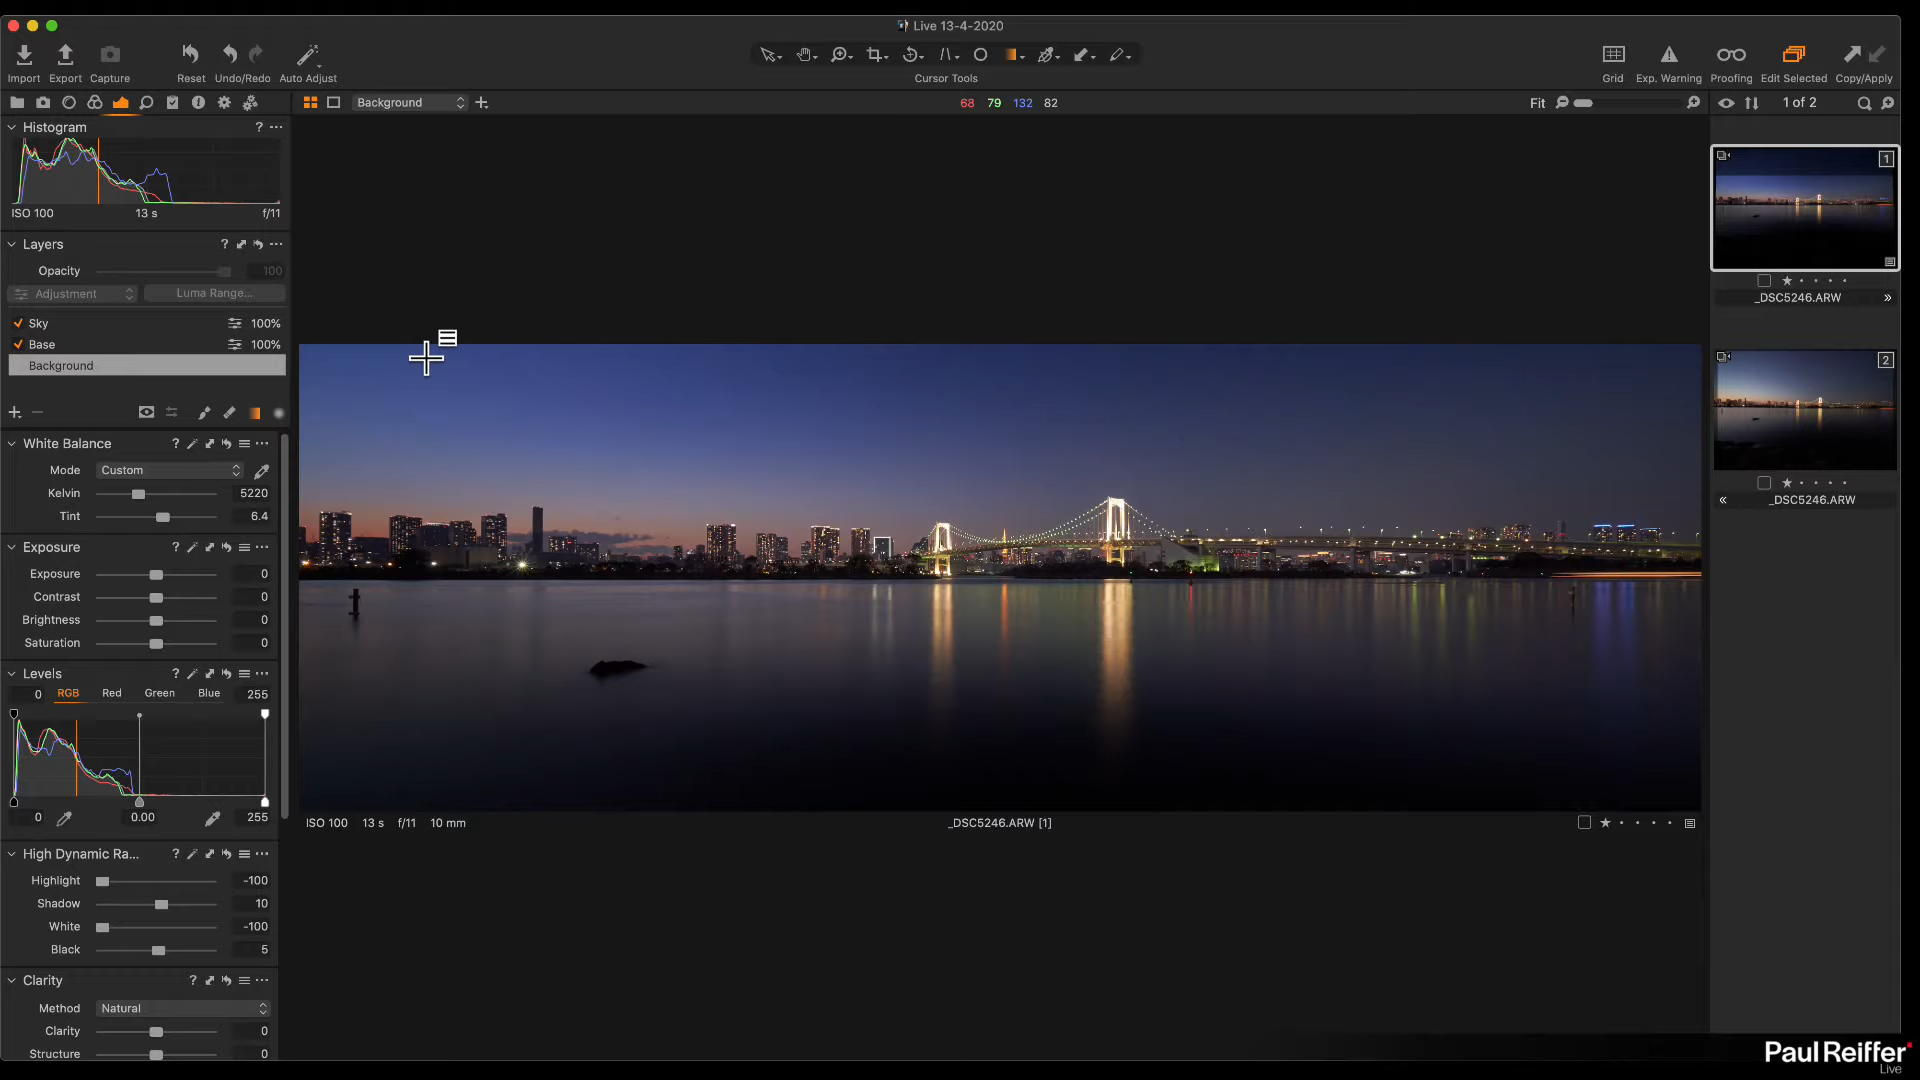 Live 13-4-2020
Import Export Capture Reset Undo/Redo Auto Adjust Cursor Tools Grid Exp. Warning Proofing Edit Selected Copy/Apply
Background 68 79 132 82 Fit 1 of 2
Histogram ?
ISO 100 13 s f/11
Layers ?
Opacity 100
Adjustment Luma Range...
Sky 100%
Base 100%
Background
White Balance ?
Mode Custom
Kelvin 5220
Tint 6.4
Exposure ?
Exposure 0
Contrast 0
Brightness 0
Saturation 0
Levels ?
0 RGB Red Green Blue 255
0 0.00 255
High Dynamic Ra... ?
Highlight -100
Shadow 10
White -100
Black 5
Clarity ?
Method Natural
Clarity 0
Structure 0
ISO 100 13 s f/11 10 mm _DSC5246.ARW [1]
1
_DSC5246.ARW »
2
« _DSC5246.ARW
Paul Reiffer
Live